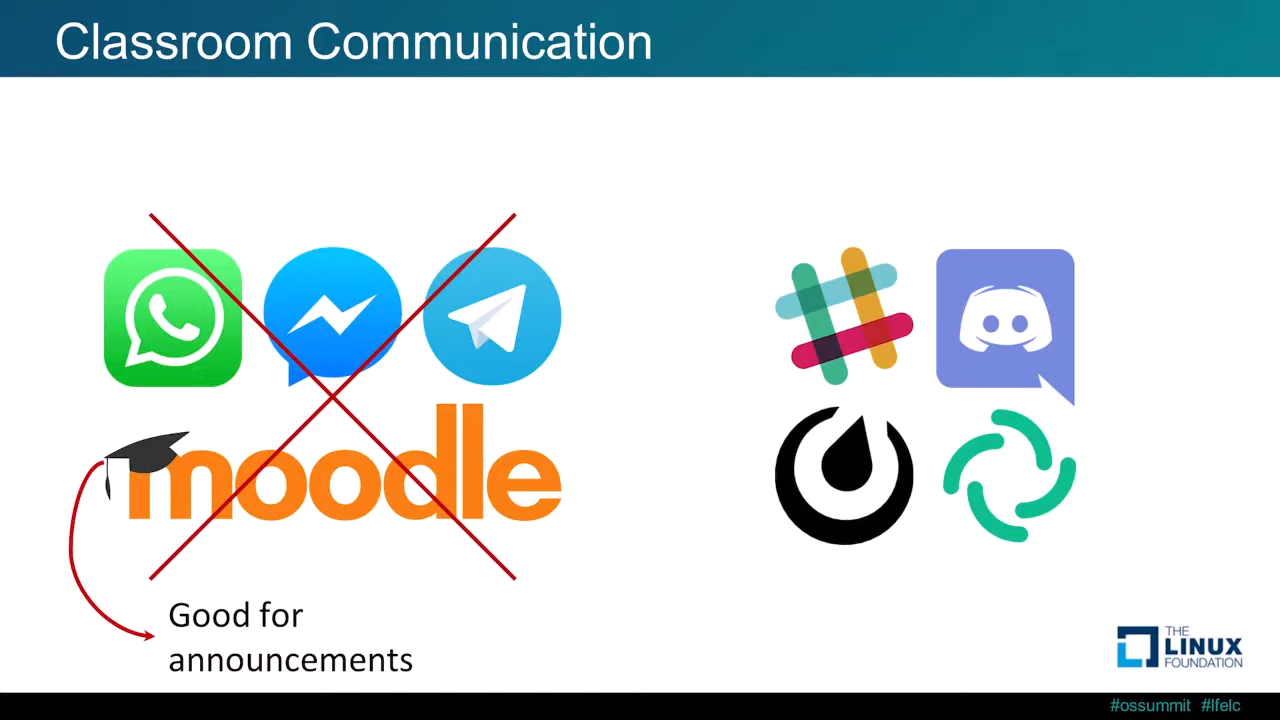 Classroom Communication
moodle
Good for
announcements
THE
LINUX
FOUNDATION
#ossummit #lfelc